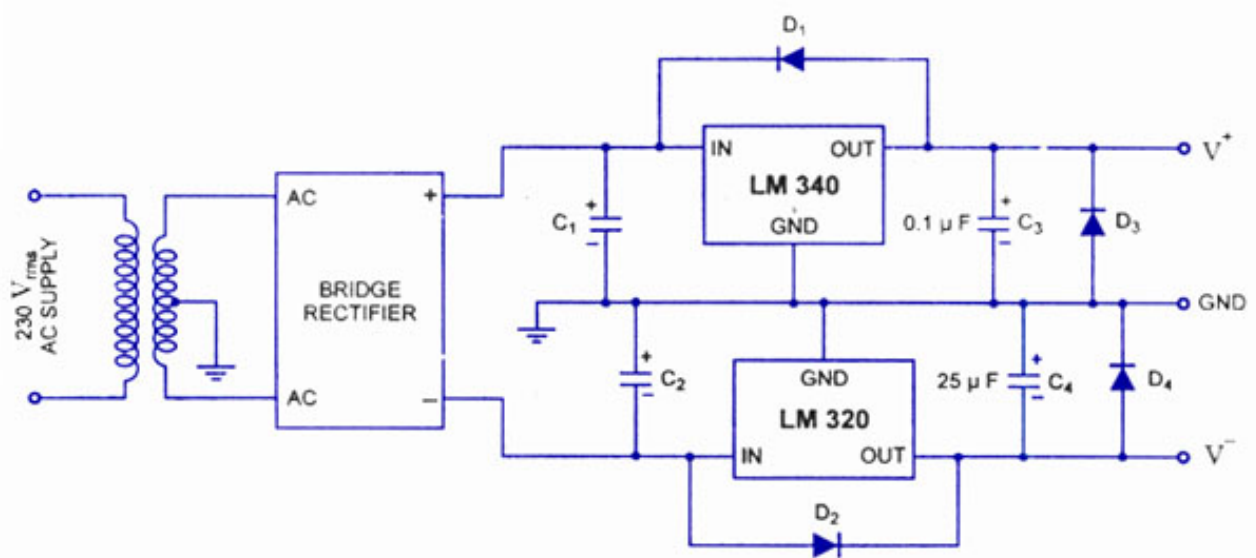 D₁
IN OUT
LM 340
GND
V⁺
AC
+
C₁
+
−
0.1 µ F
+
−
C₃
D₃
230 Vrms
AC SUPPLY
BRIDGE
RECTIFIER
GND
AC
−
+
−
C₂
GND
LM 320
IN OUT
25 µ F
+
−
C₄
D₄
V⁻
D₂